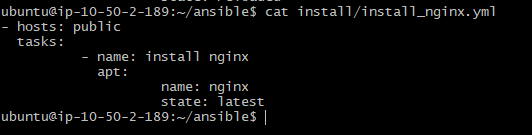 ubuntu@ip-10-50-2-189:~/ansible$ cat install/install_nginx.yml
- hosts: public
  tasks:
          - name: install nginx
            apt:
                    name: nginx
                    state: latest
ubuntu@ip-10-50-2-189:~/ansible$